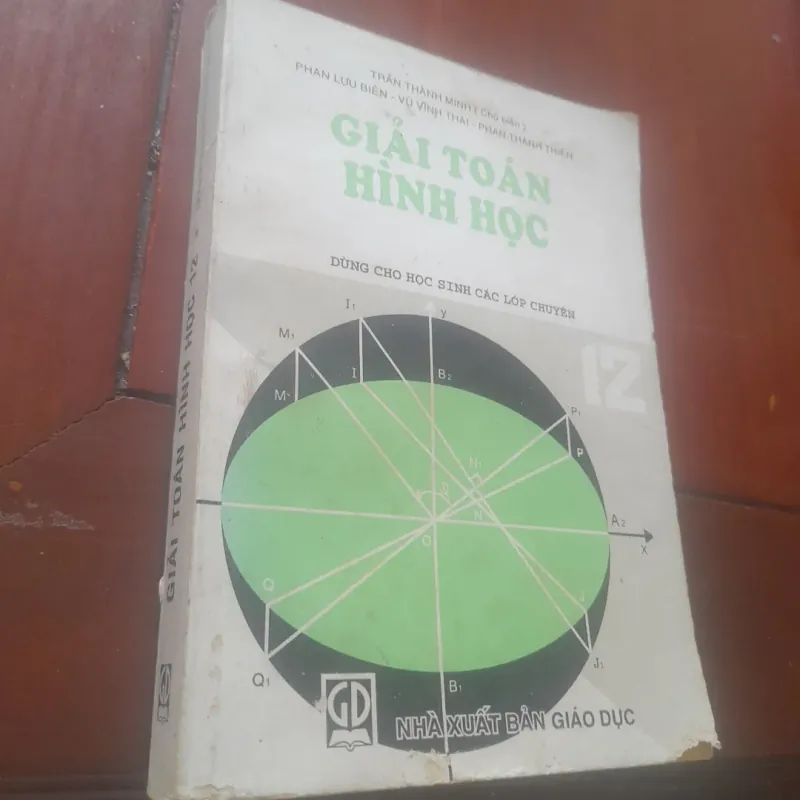 TRẦN THÀNH MINH (Chủ biên)
PHAN LƯU BIÊN - VŨ VĨNH THÁI - PHAN THANH THIÊN
GIẢI TOÁN
HÌNH HỌC
DÙNG CHO HỌC SINH CÁC LỚP CHUYÊN
12
I1
y
M1
I
B2
M
P1
P
N1
N
O
A2
x
Q
J
Q1
B1
J1
GD
NHÀ XUẤT BẢN GIÁO DỤC
GIẢI TOÁN HÌNH HỌC 12